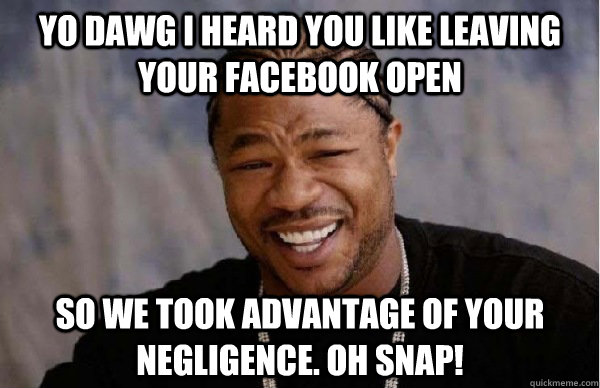 YO DAWG I HEARD YOU LIKE LEAVING
YOUR FACEBOOK OPEN
SO WE TOOK ADVANTAGE OF YOUR
NEGLIGENCE. OH SNAP!
quickmeme.com